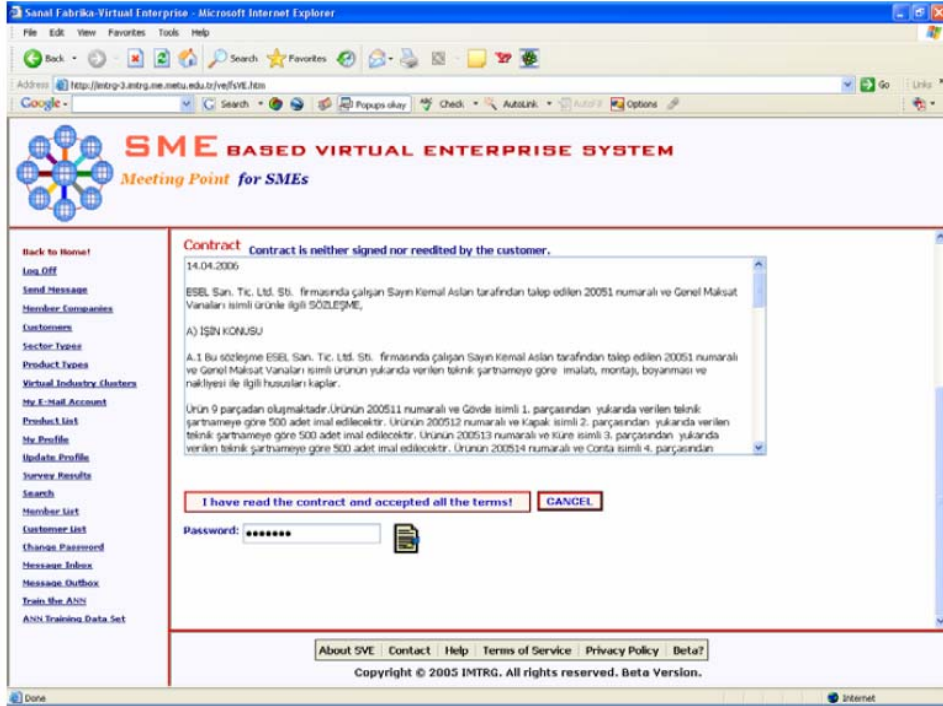 Sanal Fabrika-Virtual Enterprise - Microsoft Internet Explorer
File Edit View Favorites Tools Help
Back Search Favorites
Address http://imtrg-3.imtrg.me.metu.edu.tr/ve/fsVE.htm Go Links
Google Search Popups okay Check AutoLink AutoFill Options
SME BASED VIRTUAL ENTERPRISE SYSTEM
Meeting Point for SMEs
Back to Home!
Log Off
Send Message
Member Companies
Customers
Sector Types
Product Types
Virtual Industry Clusters
My E-Mail Account
Product List
My Profile
Update Profile
Survey Results
Search
Member List
Customer List
Change Password
Message Inbox
Message Outbox
Train the ANN
ANN Training Data Set
Contract Contract is neither signed nor reedited by the customer.
14.04.2006
ESEL San. Tic. Ltd. Sti. firmasında çalışan Sayın Kemal Aslan tarafından talep edilen 20051 numaralı ve Genel Maksat
Vanaları isimli ürünle ilgili SÖZLEŞME,
A) İŞİN KONUSU
A.1 Bu sözleşme ESEL San. Tic. Ltd. Sti. firmasında çalışan Sayın Kemal Aslan tarafından talep edilen 20051 numaralı
ve Genel Maksat Vanaları isimli ürünün yukarıda verilen teknik şartnameye göre imalatı, montajı, boyanması ve
nakliyesi ile ilgili hususları kaplar.
Ürün 9 parçadan oluşmaktadır.Ürünün 200511 numaralı ve Gövde isimli 1. parçasından yukarıda verilen teknik
şartnameye göre 500 adet imal edilecektir. Ürünün 200512 numaralı ve Kapak isimli 2. parçasından yukarıda verilen
teknik şartnameye göre 500 adet imal edilecektir. Ürünün 200513 numaralı ve Küre isimli 3. parçasından yukarıda
verilen teknik şartnameye göre 500 adet imal edilecektir. Ürünün 200514 numaralı ve Conta isimli 4. parçasından
I have read the contract and accepted all the terms! CANCEL
Password: •••••••
About SVE Contact Help Terms of Service Privacy Policy Beta?
Copyright © 2005 IMTRG. All rights reserved. Beta Version.
Done Internet